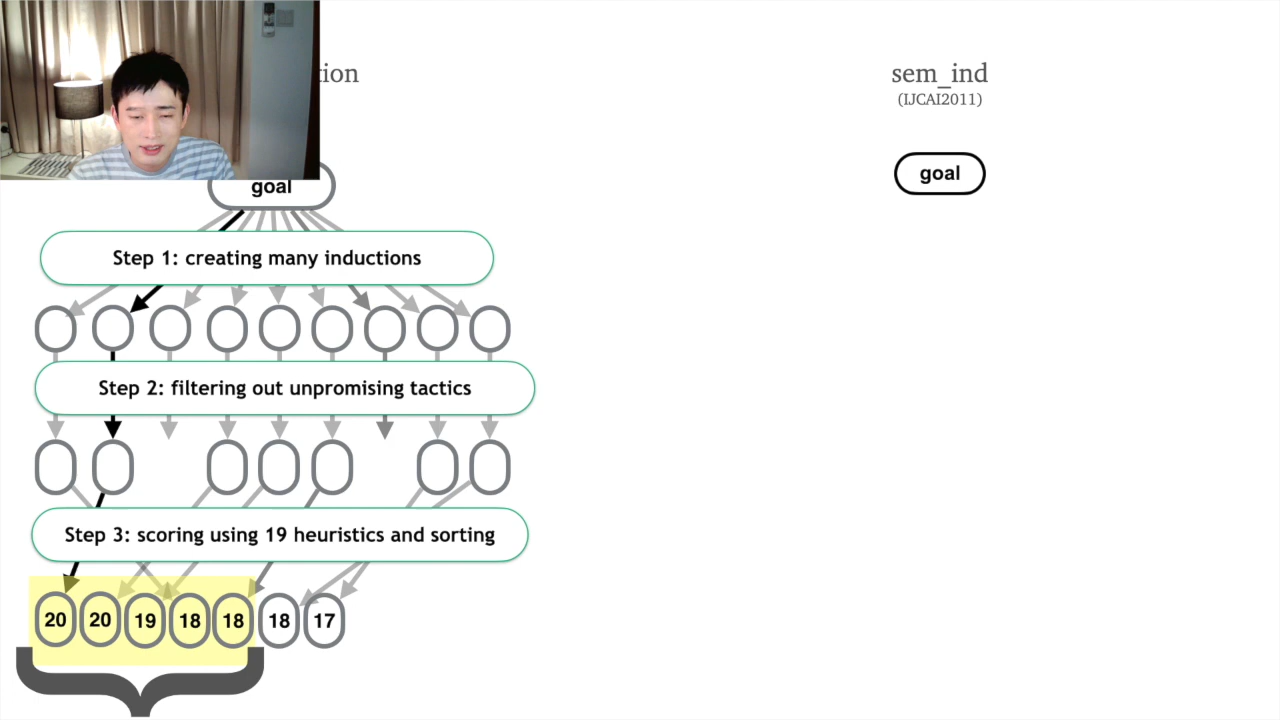 sem_ind
(IJCAI2011)
goal
goal
Step 1: creating many inductions
Step 2: filtering out unpromising tactics
Step 3: scoring using 19 heuristics and sorting
20 20 19 18 18 18 17